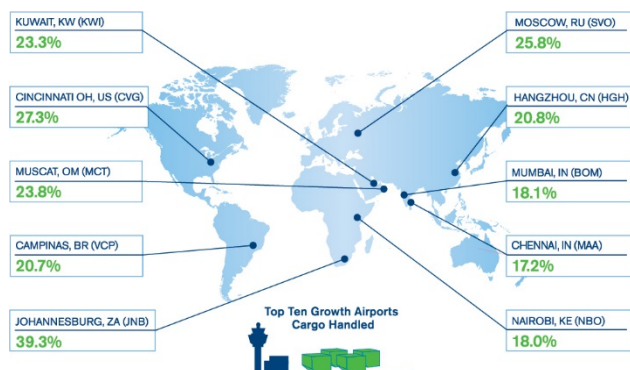 KUWAIT, KW (KWI)
23.3%
CINCINNATI OH, US (CVG)
27.3%
MUSCAT, OM (MCT)
23.8%
CAMPINAS, BR (VCP)
20.7%
JOHANNESBURG, ZA (JNB)
39.3%
MOSCOW, RU (SVO)
25.8%
HANGZHOU, CN (HGH)
20.8%
MUMBAI, IN (BOM)
18.1%
CHENNAI, IN (MAA)
17.2%
NAIROBI, KE (NBO)
18.0%
Top Ten Growth Airports
Cargo Handled